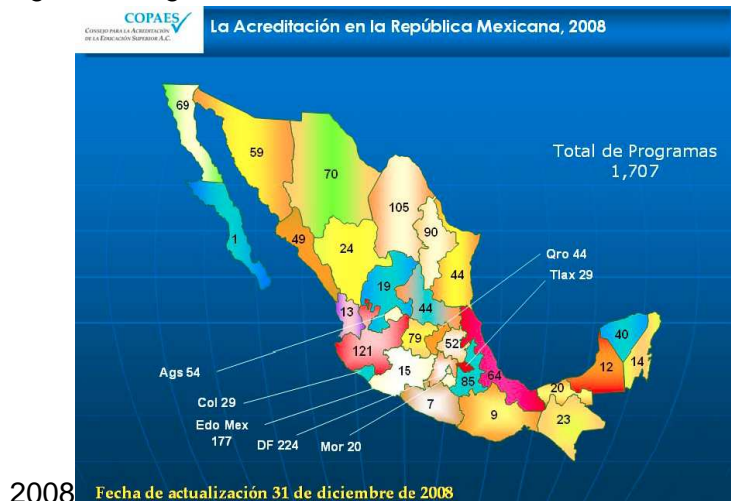 COPAES
CONSEJO PARA LA ACREDITACIÓN
DE LA EDUCACIÓN SUPERIOR A.C.
La Acreditación en la República Mexicana, 2008
69
59
70
Total de Programas
1,707
105
90
1
49
24
Qro 44
Tlax 29
44
19
44
13
40
79
52
121
12
14
15
85
64
20
Ags 54
7
9
23
Col 29
Edo Mex
177
DF 224
Mor 20
2008
Fecha de actualización 31 de diciembre de 2008